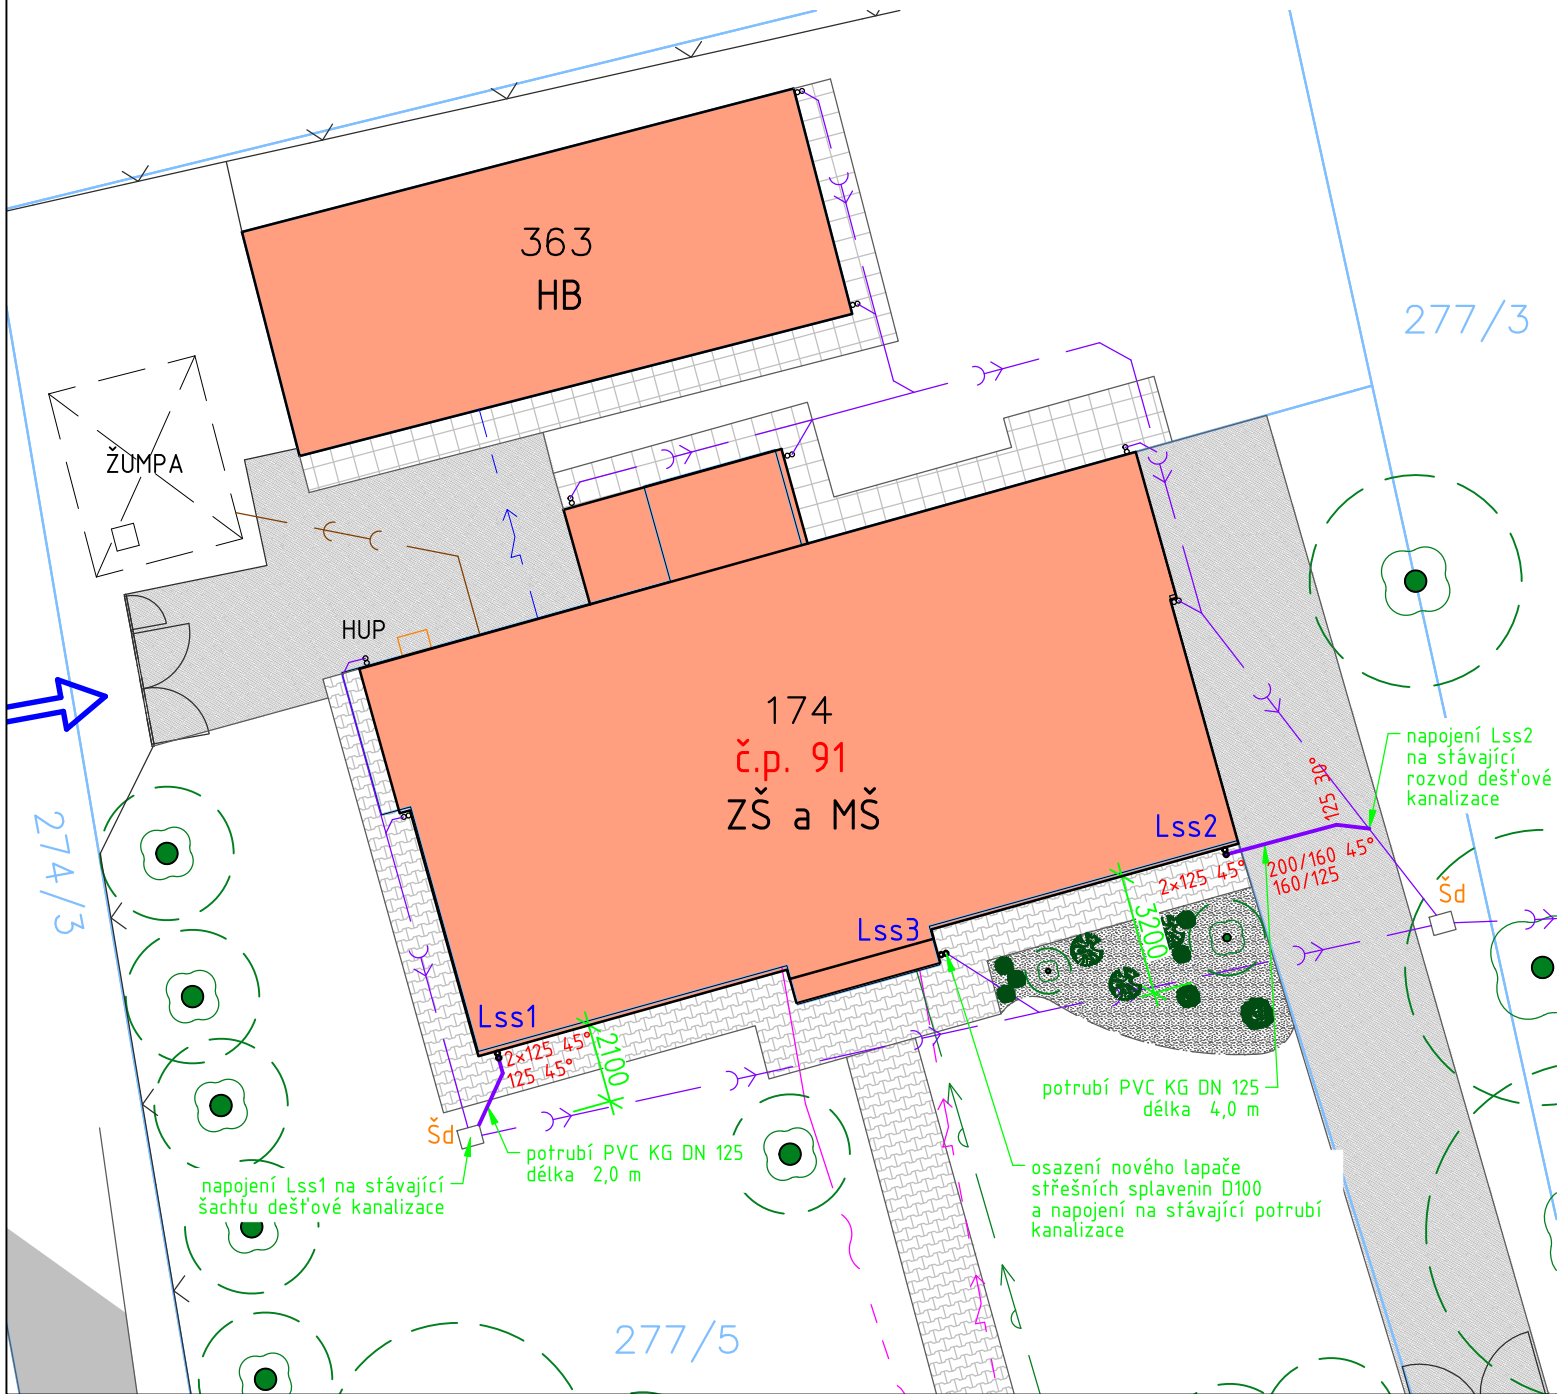 363
HB
277/3
ŽUMPA
HUP
174
č.p. 91
ZŠ a MŠ
napojení Lss2
na stávající
rozvod dešťové
kanalizace
125 30°
Lss2
200/160 45°
160/125
2×125 45°
Šd
274/3
3200
Lss3
Lss1
2×125 45°
125 45°
2100
Šd
potrubí PVC KG DN 125
délka 4,0 m
potrubí PVC KG DN 125
délka 2,0 m
napojení Lss1 na stávající
šachtu dešťové kanalizace
osazení nového lapače
střešních splavenin D100
a napojení na stávající potrubí
kanalizace
277/5